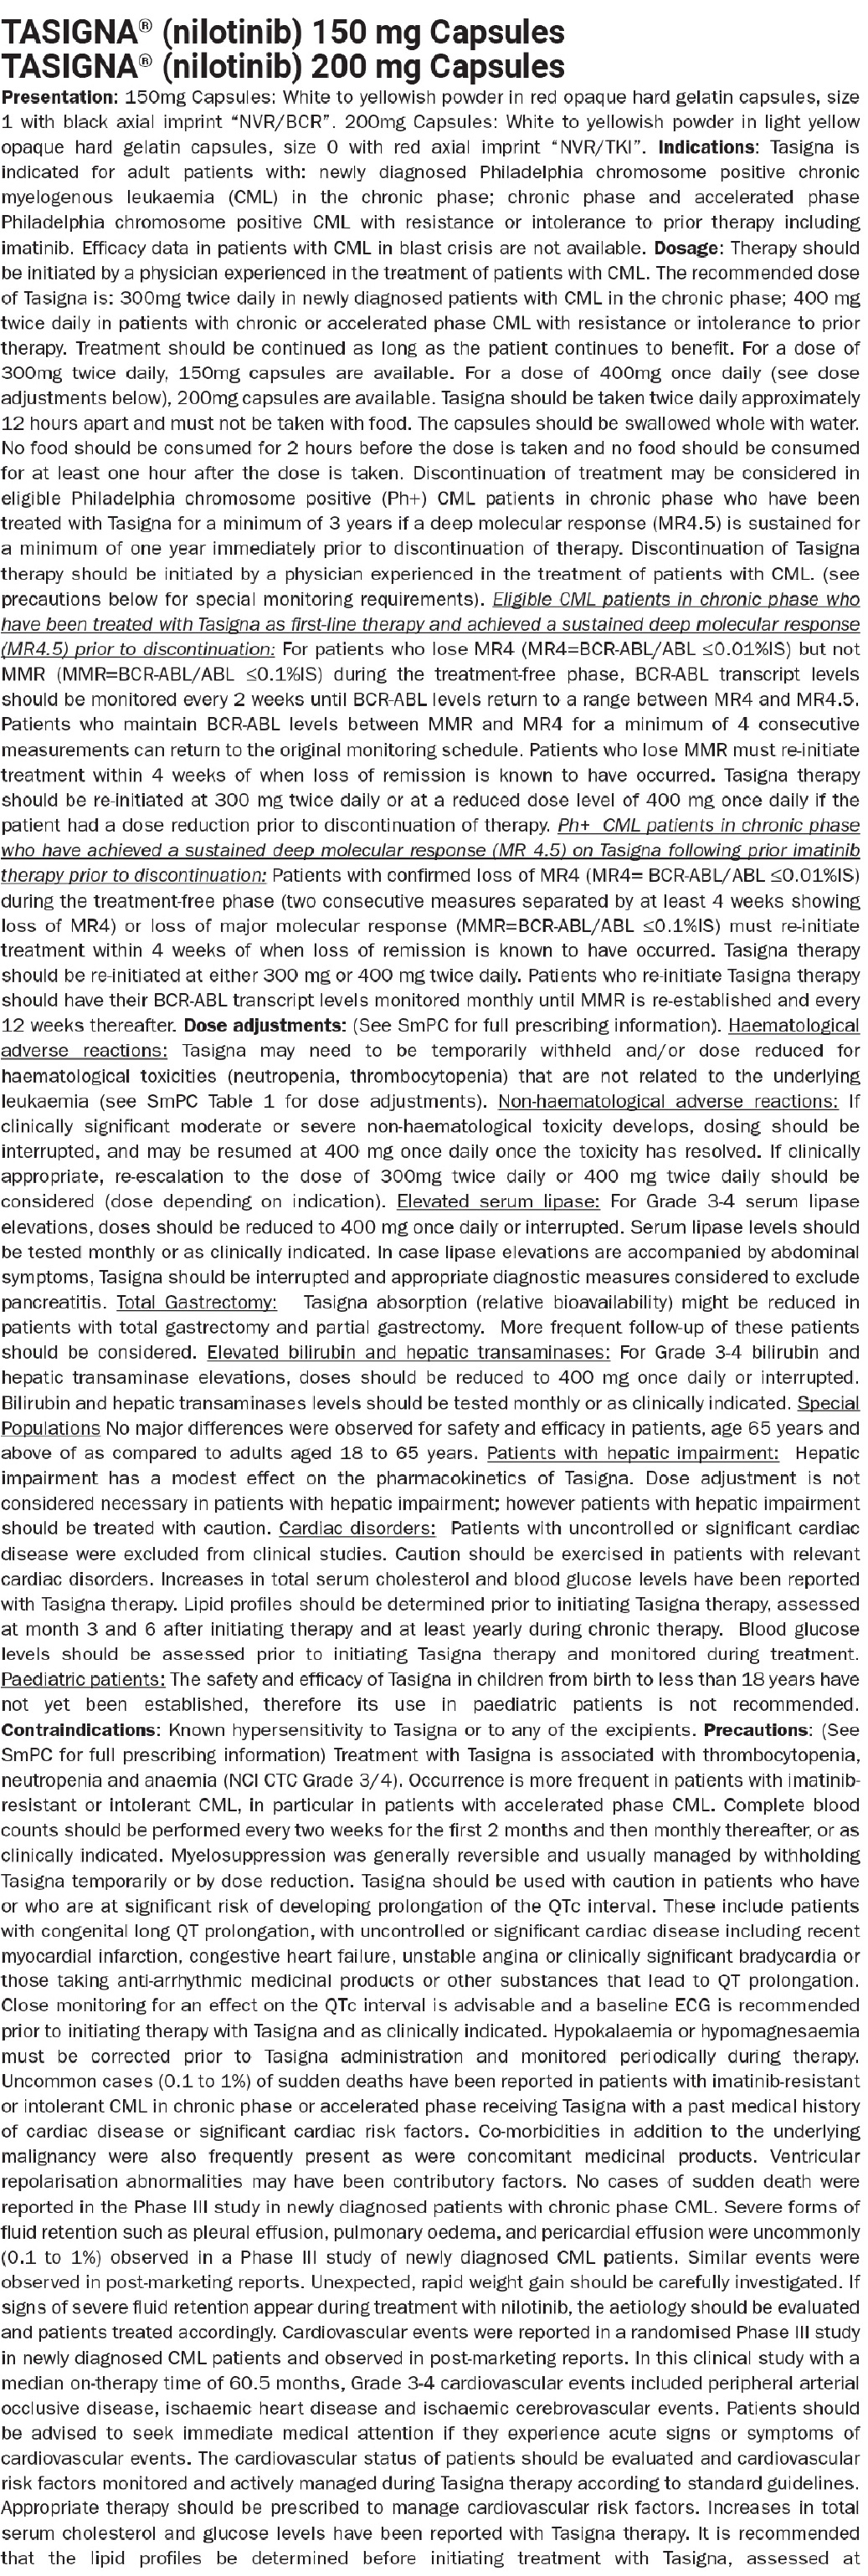 TASIGNA® (nilotinib) 150 mg Capsules
TASIGNA® (nilotinib) 200 mg Capsules
Presentation: 150mg Capsules: White to yellowish powder in red opaque hard gelatin capsules, size
1 with black axial imprint “NVR/BCR”. 200mg Capsules: White to yellowish powder in light yellow
opaque hard gelatin capsules, size 0 with red axial imprint “NVR/TKI”. Indications: Tasigna is
indicated for adult patients with: newly diagnosed Philadelphia chromosome positive chronic
myelogenous leukaemia (CML) in the chronic phase; chronic phase and accelerated phase
Philadelphia chromosome positive CML with resistance or intolerance to prior therapy including
imatinib. Efficacy data in patients with CML in blast crisis are not available. Dosage: Therapy should
be initiated by a physician experienced in the treatment of patients with CML. The recommended dose
of Tasigna is: 300mg twice daily in newly diagnosed patients with CML in the chronic phase; 400 mg
twice daily in patients with chronic or accelerated phase CML with resistance or intolerance to prior
therapy. Treatment should be continued as long as the patient continues to benefit. For a dose of
300mg twice daily, 150mg capsules are available. For a dose of 400mg once daily (see dose
adjustments below), 200mg capsules are available. Tasigna should be taken twice daily approximately
12 hours apart and must not be taken with food. The capsules should be swallowed whole with water.
No food should be consumed for 2 hours before the dose is taken and no food should be consumed
for at least one hour after the dose is taken. Discontinuation of treatment may be considered in
eligible Philadelphia chromosome positive (Ph+) CML patients in chronic phase who have been
treated with Tasigna for a minimum of 3 years if a deep molecular response (MR4.5) is sustained for
a minimum of one year immediately prior to discontinuation of therapy. Discontinuation of Tasigna
therapy should be initiated by a physician experienced in the treatment of patients with CML. (see
precautions below for special monitoring requirements). Eligible CML patients in chronic phase who
have been treated with Tasigna as first-line therapy and achieved a sustained deep molecular response
(MR4.5) prior to discontinuation: For patients who lose MR4 (MR4=BCR-ABL/ABL ≤0.01%IS) but not
MMR (MMR=BCR-ABL/ABL ≤0.1%IS) during the treatment-free phase, BCR-ABL transcript levels
should be monitored every 2 weeks until BCR-ABL levels return to a range between MR4 and MR4.5.
Patients who maintain BCR-ABL levels between MMR and MR4 for a minimum of 4 consecutive
measurements can return to the original monitoring schedule. Patients who lose MMR must re-initiate
treatment within 4 weeks of when loss of remission is known to have occurred. Tasigna therapy
should be re-initiated at 300 mg twice daily or at a reduced dose level of 400 mg once daily if the
patient had a dose reduction prior to discontinuation of therapy. Ph+ CML patients in chronic phase
who have achieved a sustained deep molecular response (MR 4.5) on Tasigna following prior imatinib
therapy prior to discontinuation: Patients with confirmed loss of MR4 (MR4= BCR-ABL/ABL ≤0.01%IS)
during the treatment-free phase (two consecutive measures separated by at least 4 weeks showing
loss of MR4) or loss of major molecular response (MMR=BCR-ABL/ABL ≤0.1%IS) must re-initiate
treatment within 4 weeks of when loss of remission is known to have occurred. Tasigna therapy
should be re-initiated at either 300 mg or 400 mg twice daily. Patients who re-initiate Tasigna therapy
should have their BCR-ABL transcript levels monitored monthly until MMR is re-established and every
12 weeks thereafter. Dose adjustments: (See SmPC for full prescribing information). Haematological
adverse reactions: Tasigna may need to be temporarily withheld and/or dose reduced for
haematological toxicities (neutropenia, thrombocytopenia) that are not related to the underlying
leukaemia (see SmPC Table 1 for dose adjustments). Non-haematological adverse reactions: If
clinically significant moderate or severe non-haematological toxicity develops, dosing should be
interrupted, and may be resumed at 400 mg once daily once the toxicity has resolved. If clinically
appropriate, re-escalation to the dose of 300mg twice daily or 400 mg twice daily should be
considered (dose depending on indication). Elevated serum lipase: For Grade 3-4 serum lipase
elevations, doses should be reduced to 400 mg once daily or interrupted. Serum lipase levels should
be tested monthly or as clinically indicated. In case lipase elevations are accompanied by abdominal
symptoms, Tasigna should be interrupted and appropriate diagnostic measures considered to exclude
pancreatitis. Total Gastrectomy: Tasigna absorption (relative bioavailability) might be reduced in
patients with total gastrectomy and partial gastrectomy. More frequent follow-up of these patients
should be considered. Elevated bilirubin and hepatic transaminases: For Grade 3-4 bilirubin and
hepatic transaminase elevations, doses should be reduced to 400 mg once daily or interrupted.
Bilirubin and hepatic transaminases levels should be tested monthly or as clinically indicated. Special
Populations No major differences were observed for safety and efficacy in patients, age 65 years and
above of as compared to adults aged 18 to 65 years. Patients with hepatic impairment: Hepatic
impairment has a modest effect on the pharmacokinetics of Tasigna. Dose adjustment is not
considered necessary in patients with hepatic impairment; however patients with hepatic impairment
should be treated with caution. Cardiac disorders: Patients with uncontrolled or significant cardiac
disease were excluded from clinical studies. Caution should be exercised in patients with relevant
cardiac disorders. Increases in total serum cholesterol and blood glucose levels have been reported
with Tasigna therapy. Lipid profiles should be determined prior to initiating Tasigna therapy, assessed
at month 3 and 6 after initiating therapy and at least yearly during chronic therapy. Blood glucose
levels should be assessed prior to initiating Tasigna therapy and monitored during treatment.
Paediatric patients: The safety and efficacy of Tasigna in children from birth to less than 18 years have
not yet been established, therefore its use in paediatric patients is not recommended.
Contraindications: Known hypersensitivity to Tasigna or to any of the excipients. Precautions: (See
SmPC for full prescribing information) Treatment with Tasigna is associated with thrombocytopenia,
neutropenia and anaemia (NCI CTC Grade 3/4). Occurrence is more frequent in patients with imatinib-
resistant or intolerant CML, in particular in patients with accelerated phase CML. Complete blood
counts should be performed every two weeks for the first 2 months and then monthly thereafter, or as
clinically indicated. Myelosuppression was generally reversible and usually managed by withholding
Tasigna temporarily or by dose reduction. Tasigna should be used with caution in patients who have
or who are at significant risk of developing prolongation of the QTc interval. These include patients
with congenital long QT prolongation, with uncontrolled or significant cardiac disease including recent
myocardial infarction, congestive heart failure, unstable angina or clinically significant bradycardia or
those taking anti-arrhythmic medicinal products or other substances that lead to QT prolongation.
Close monitoring for an effect on the QTc interval is advisable and a baseline ECG is recommended
prior to initiating therapy with Tasigna and as clinically indicated. Hypokalaemia or hypomagnesaemia
must be corrected prior to Tasigna administration and monitored periodically during therapy.
Uncommon cases (0.1 to 1%) of sudden deaths have been reported in patients with imatinib-resistant
or intolerant CML in chronic phase or accelerated phase receiving Tasigna with a past medical history
of cardiac disease or significant cardiac risk factors. Co-morbidities in addition to the underlying
malignancy were also frequently present as were concomitant medicinal products. Ventricular
repolarisation abnormalities may have been contributory factors. No cases of sudden death were
reported in the Phase III study in newly diagnosed patients with chronic phase CML. Severe forms of
fluid retention such as pleural effusion, pulmonary oedema, and pericardial effusion were uncommonly
(0.1 to 1%) observed in a Phase III study of newly diagnosed CML patients. Similar events were
observed in post-marketing reports. Unexpected, rapid weight gain should be carefully investigated. If
signs of severe fluid retention appear during treatment with nilotinib, the aetiology should be evaluated
and patients treated accordingly. Cardiovascular events were reported in a randomised Phase III study
in newly diagnosed CML patients and observed in post-marketing reports. In this clinical study with a
median on-therapy time of 60.5 months, Grade 3-4 cardiovascular events included peripheral arterial
occlusive disease, ischaemic heart disease and ischaemic cerebrovascular events. Patients should
be advised to seek immediate medical attention if they experience acute signs or symptoms of
cardiovascular events. The cardiovascular status of patients should be evaluated and cardiovascular
risk factors monitored and actively managed during Tasigna therapy according to standard guidelines.
Appropriate therapy should be prescribed to manage cardiovascular risk factors. Increases in total
serum cholesterol and glucose levels have been reported with Tasigna therapy. It is recommended
that the lipid profiles be determined before initiating treatment with Tasigna, assessed at